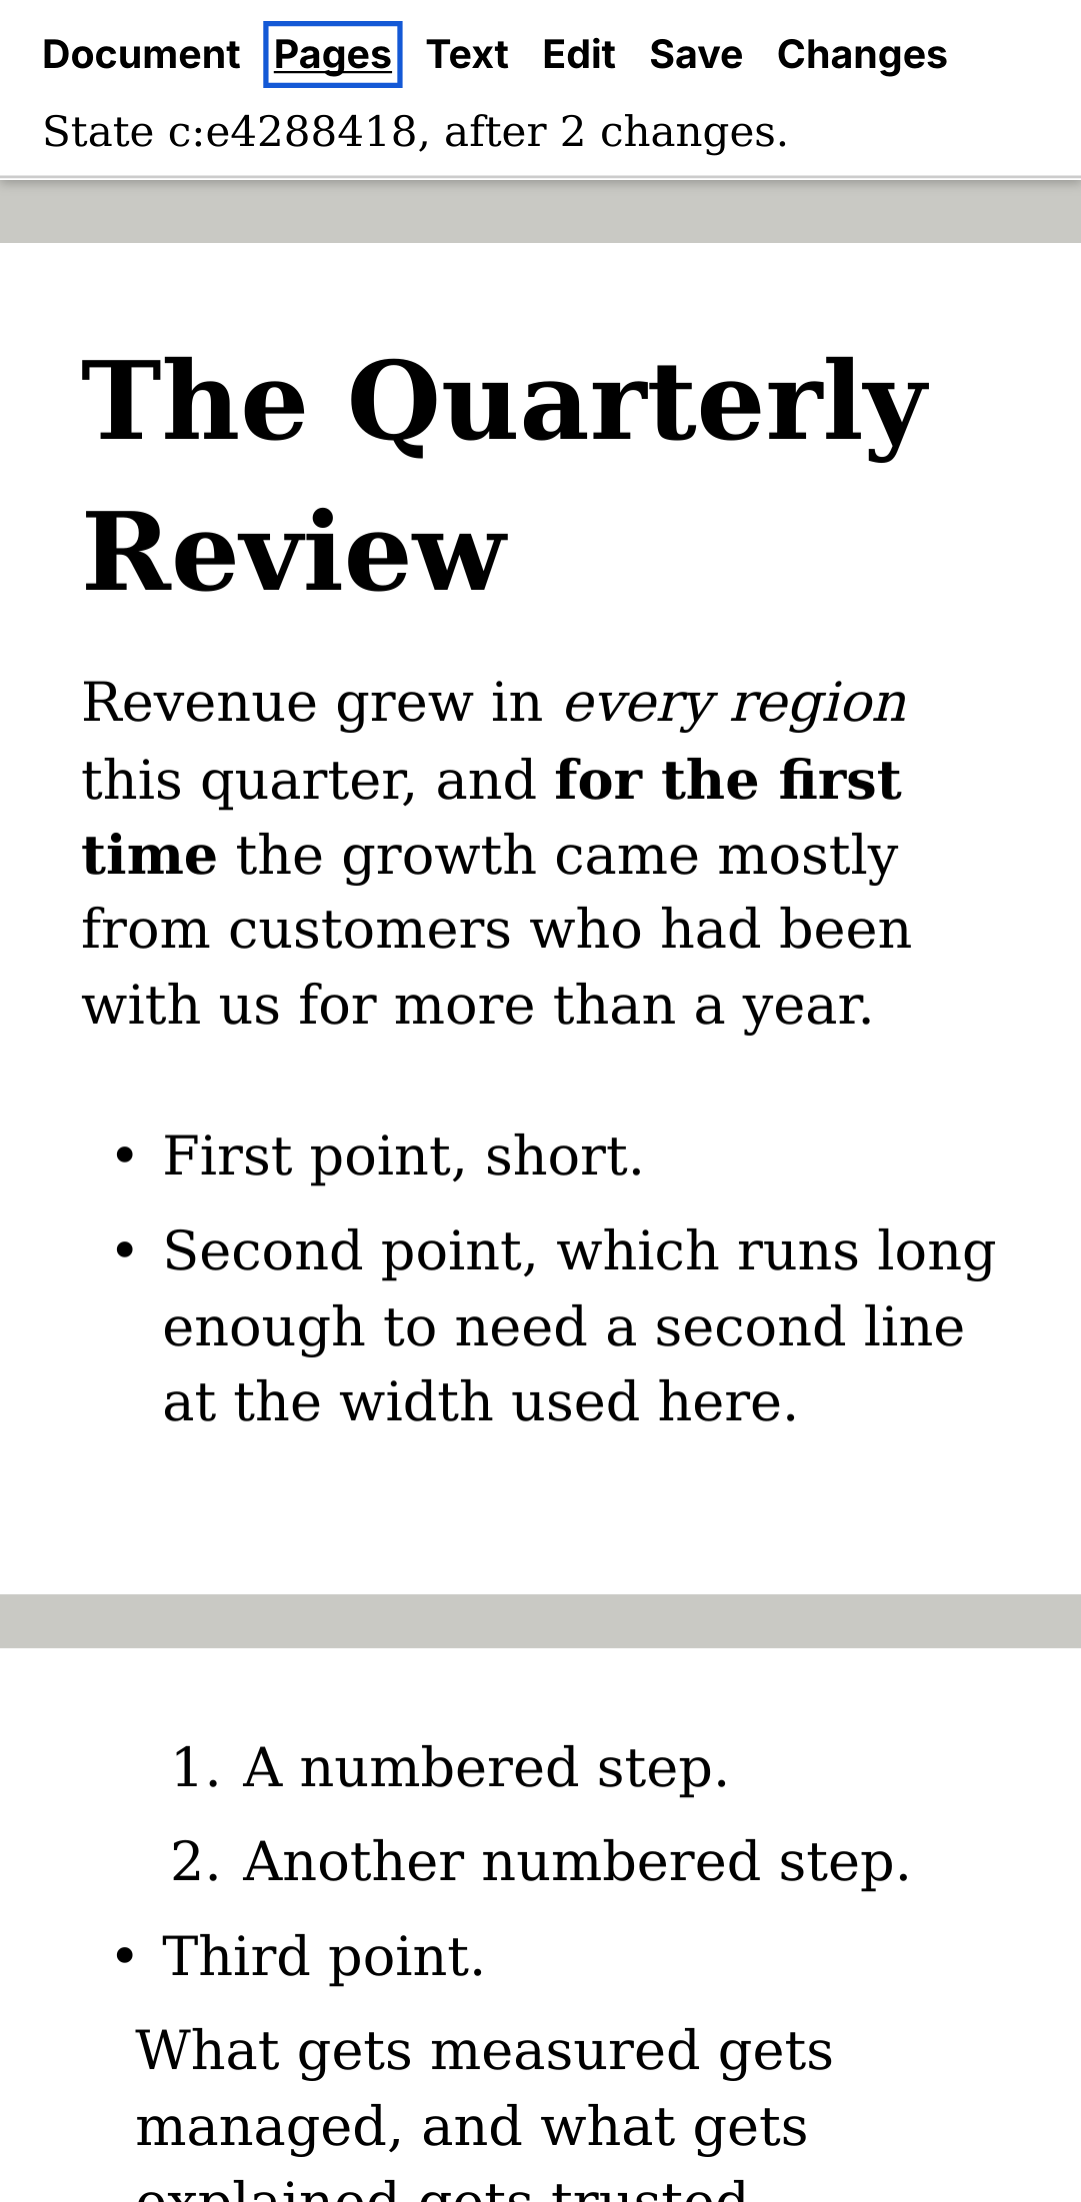 Document Pages Text Edit Save Changes
State c:e4288418, after 2 changes.
The Quarterly
Review
Revenue grew in every region
this quarter, and for the first
time the growth came mostly
from customers who had been
with us for more than a year.
• First point, short.
• Second point, which runs long
enough to need a second line
at the width used here.
1. A numbered step.
2. Another numbered step.
• Third point.
What gets measured gets
managed, and what gets
explained gets trusted